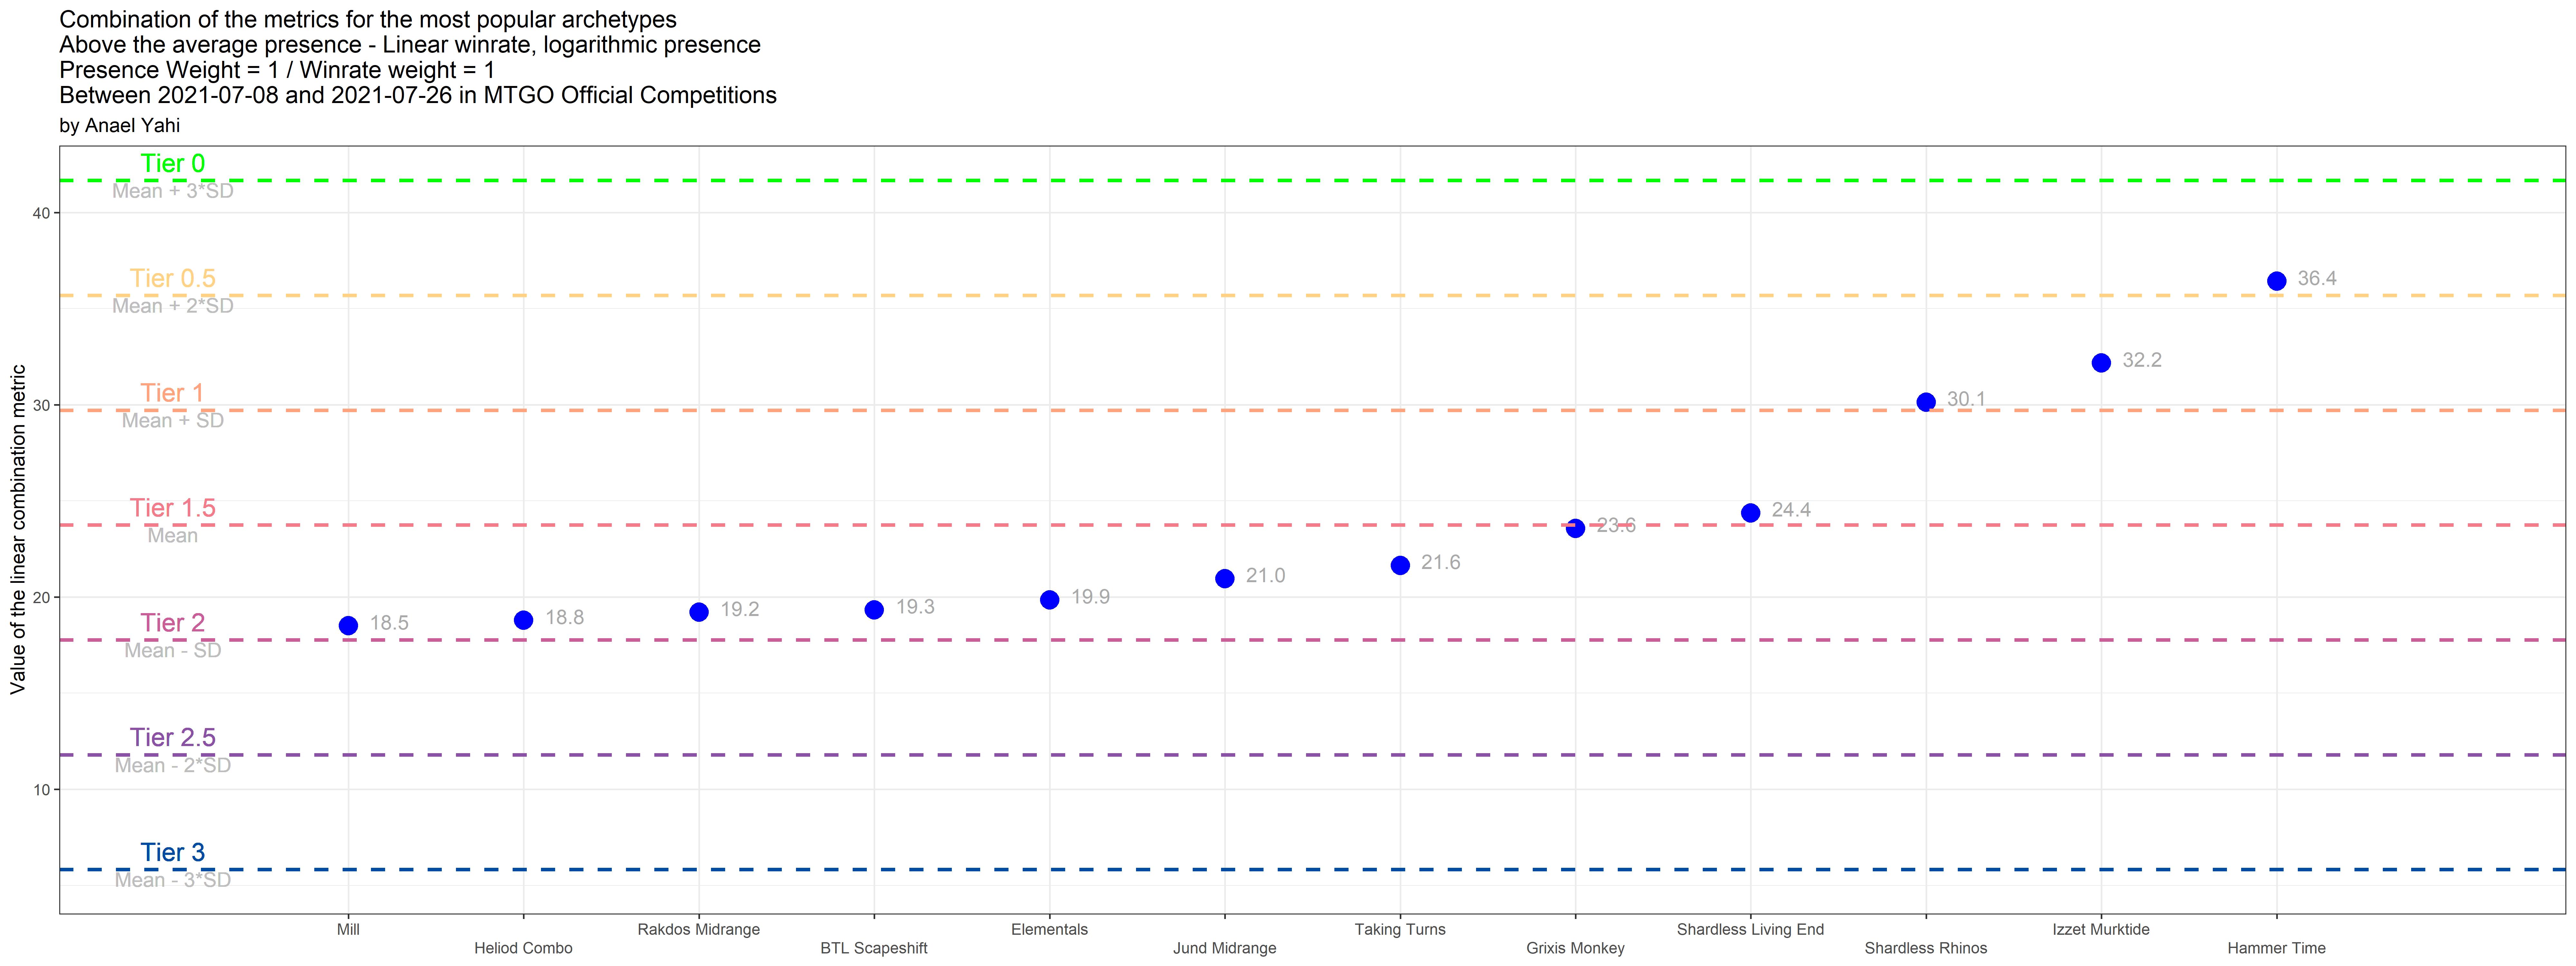 Combination of the metrics for the most popular archetypes
Above the average presence - Linear winrate, logarithmic presence
Presence Weight = 1 / Winrate weight = 1
Between 2021-07-08 and 2021-07-26 in MTGO Official Competitions
by Anael Yahi
Value of the linear combination metric
40
30
20
10
Tier 0
Mean + 3*SD
Tier 0.5
Mean + 2*SD
Tier 1
Mean + SD
Tier 1.5
Mean
Tier 2
Mean - SD
Tier 2.5
Mean - 2*SD
Tier 3
Mean - 3*SD
18.5
18.8
19.2
19.3
19.9
21.0
21.6
23.6
24.4
30.1
32.2
36.4
Mill
Heliod Combo
Rakdos Midrange
BTL Scapeshift
Elementals
Jund Midrange
Taking Turns
Grixis Monkey
Shardless Living End
Shardless Rhinos
Izzet Murktide
Hammer Time